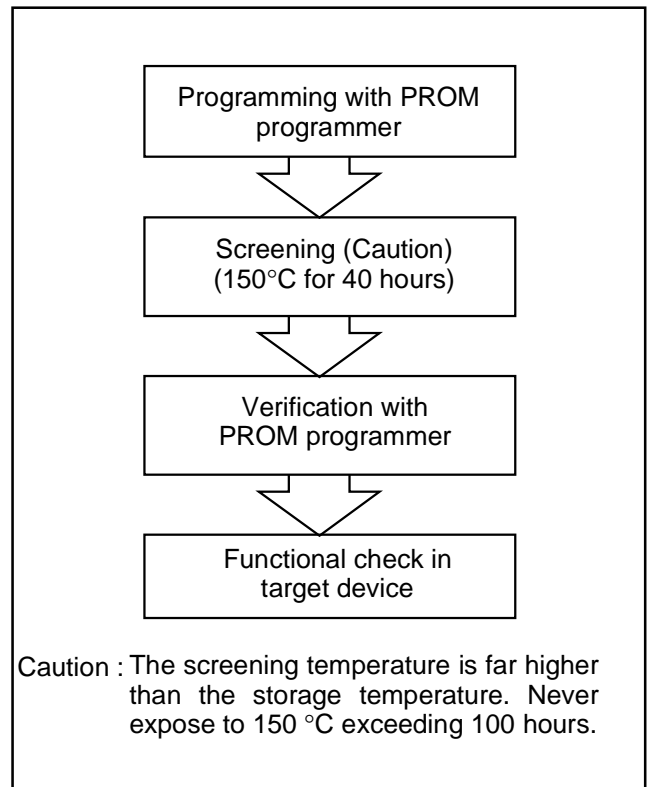 Programming with PROM
programmer
Screening (Caution)
(150°C for 40 hours)
Verification with
PROM programmer
Functional check in
target device
Caution : The screening temperature is far higher
than the storage temperature. Never
expose to 150 °C exceeding 100 hours.